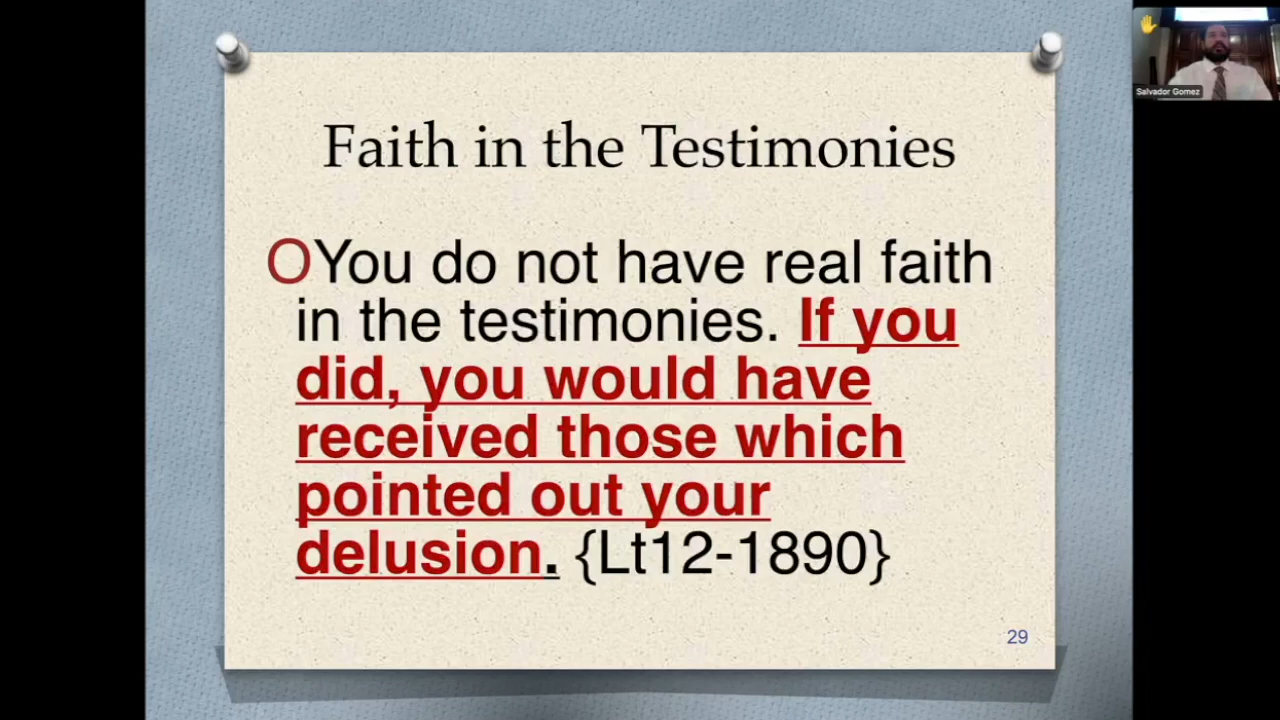 Faith in the Testimonies
You do not have real faith
in the testimonies. If you
did, you would have
received those which
pointed out your
delusion. {Lt12-1890}
29
Salvador Gomez